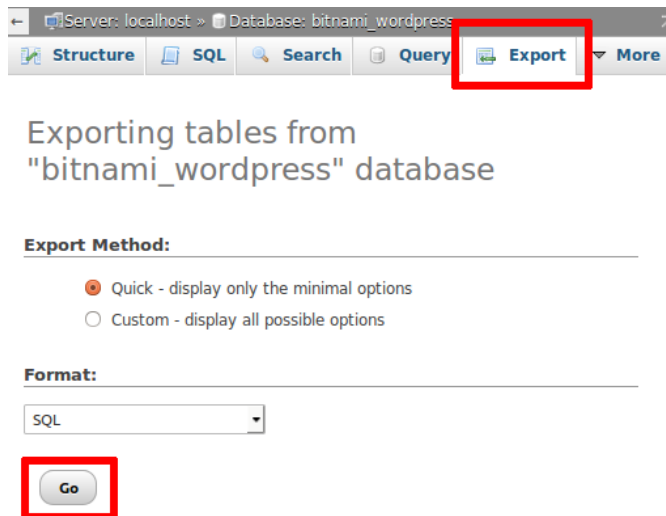 Server: localhost » Database: bitnami_wordpress
Structure SQL Search Query Export More
Exporting tables from
"bitnami_wordpress" database
Export Method:
Quick - display only the minimal options
Custom - display all possible options
Format:
SQL
Go